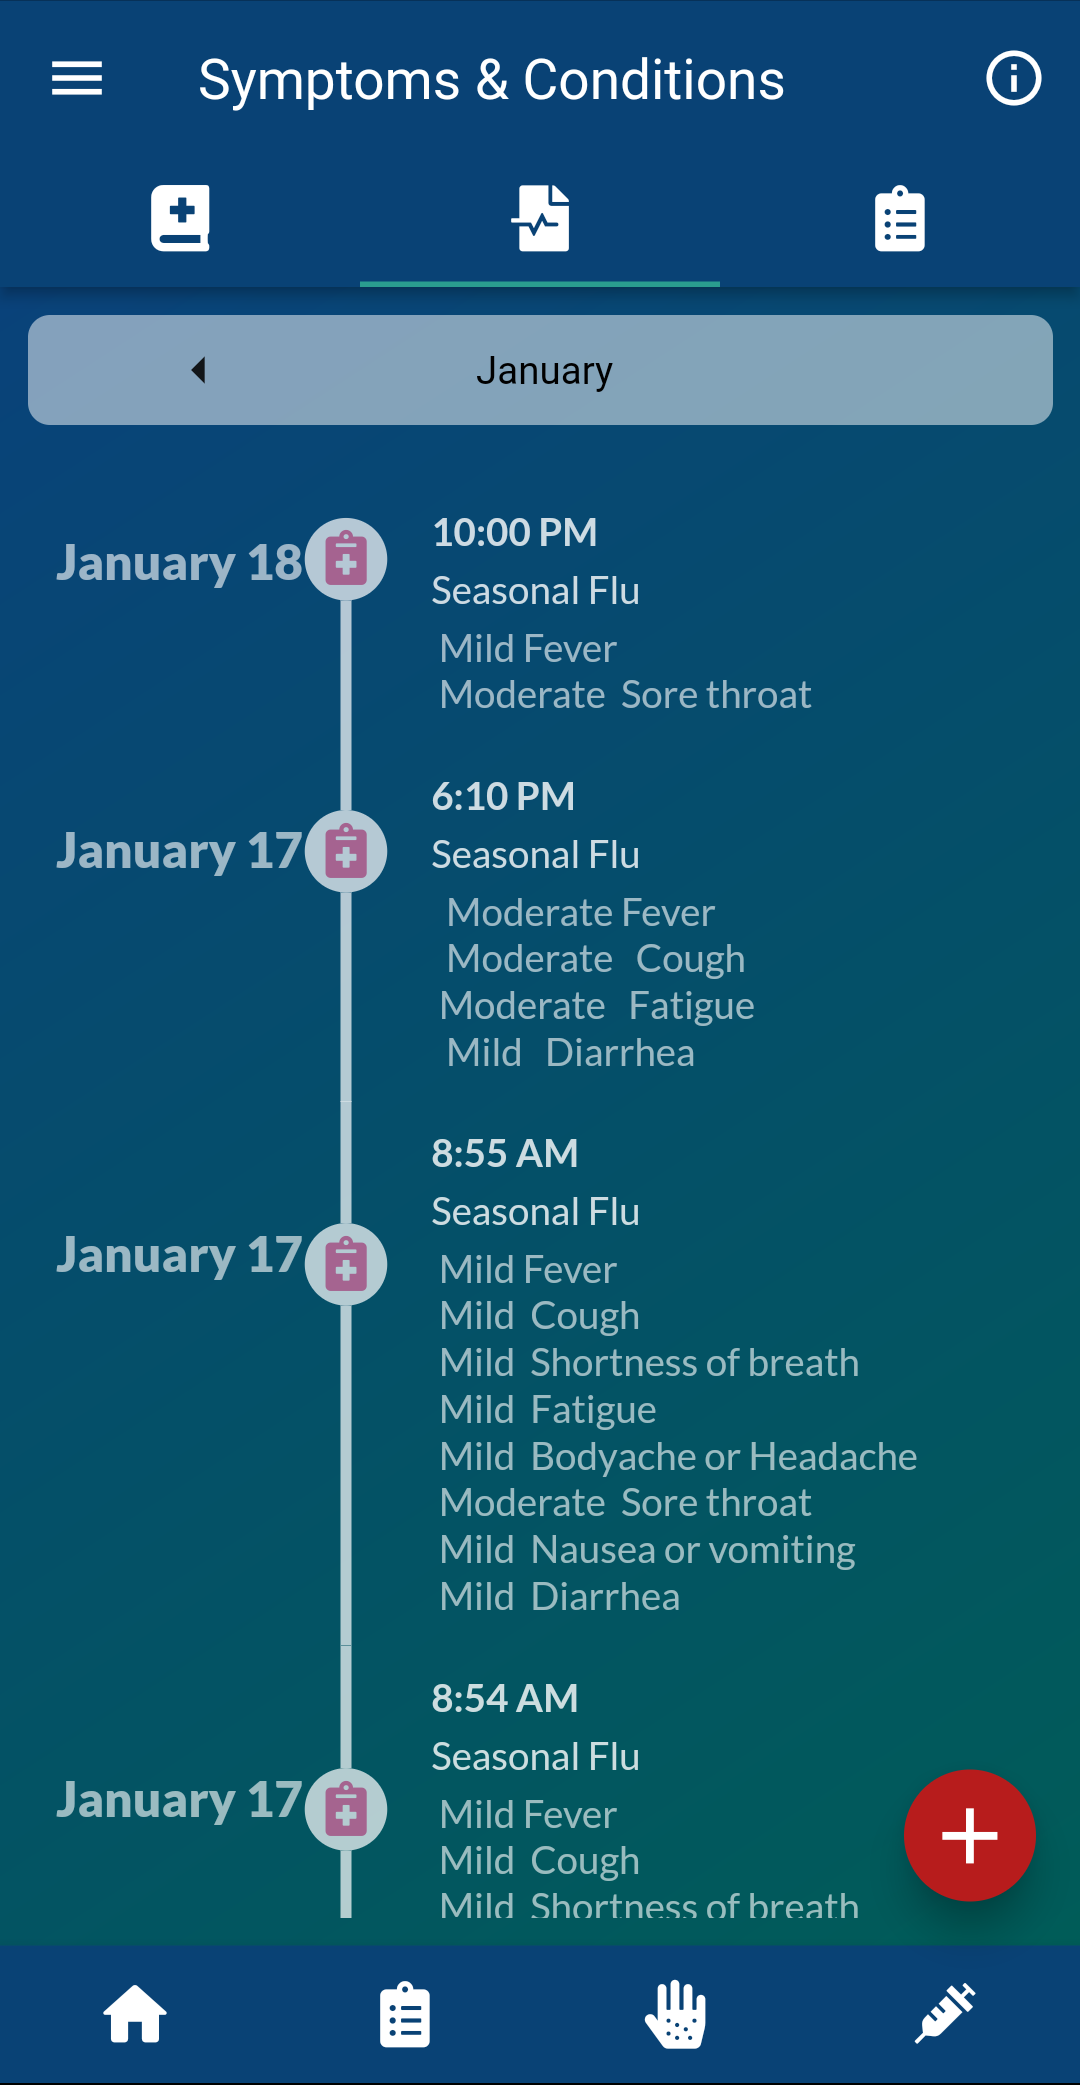 Symptoms & Conditions
January
January 18
10:00 PM
Seasonal Flu
Mild Fever
Moderate Sore throat
January 17
6:10 PM
Seasonal Flu
Moderate Fever
Moderate Cough
Moderate Fatigue
Mild Diarrhea
January 17
8:55 AM
Seasonal Flu
Mild Fever
Mild Cough
Mild Shortness of breath
Mild Fatigue
Mild Bodyache or Headache
Moderate Sore throat
Mild Nausea or vomiting
Mild Diarrhea
January 17
8:54 AM
Seasonal Flu
Mild Fever
Mild Cough
Mild Shortness of breath